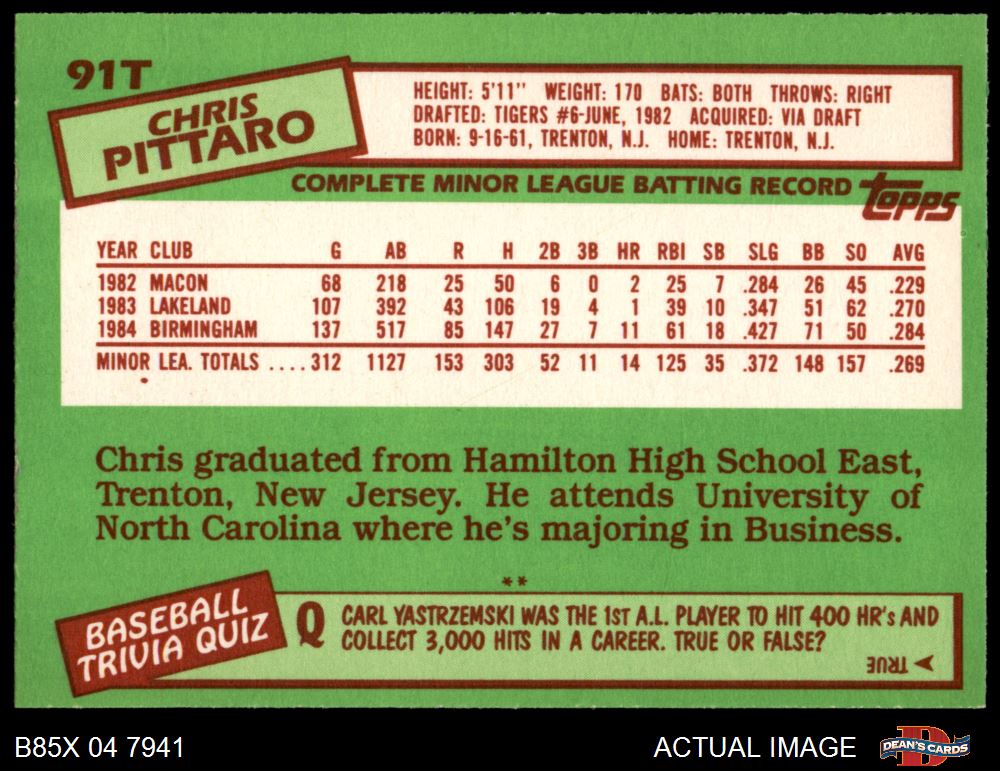 91T
CHRIS
PITTARO
HEIGHT: 5'11" WEIGHT: 170 BATS: BOTH THROWS: RIGHT
DRAFTED: TIGERS #6-JUNE, 1982 ACQUIRED: VIA DRAFT
BORN: 9-16-61, TRENTON, N.J. HOME: TRENTON, N.J.
COMPLETE MINOR LEAGUE BATTING RECORD topps
YEAR CLUB G AB R H 2B 3B HR RBI SB SLG BB SO AVG
1982 MACON 68 218 25 50 6 0 2 25 7 .284 26 45 .229
1983 LAKELAND 107 392 43 106 19 4 1 39 10 .347 51 62 .270
1984 BIRMINGHAM 137 517 85 147 27 7 11 61 18 .427 71 50 .284
MINOR LEA. TOTALS ....312 1127 153 303 52 11 14 125 35 .372 148 157 .269
Chris graduated from Hamilton High School East,
Trenton, New Jersey. He attends University of
North Carolina where he's majoring in Business.
**
BASEBALL
TRIVIA QUIZ
Q CARL YASTRZEMSKI WAS THE 1ST A.L. PLAYER TO HIT 400 HR's AND
COLLECT 3,000 HITS IN A CAREER. TRUE OR FALSE?
TRUE
B85X 04 7941
ACTUAL IMAGE
D
DEAN'S CARDS